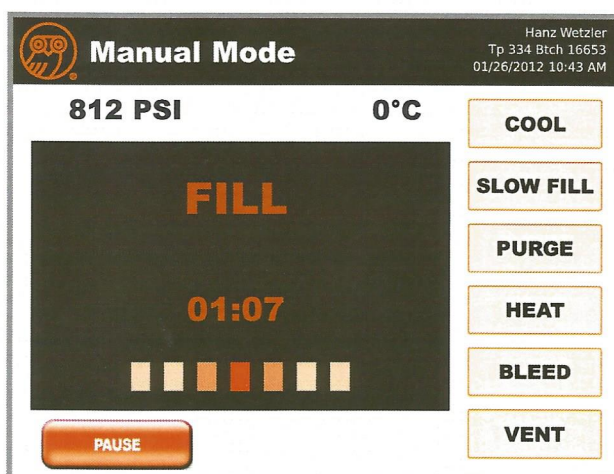 Manual Mode
Hanz Wetzler
Tp 334 Btch 16653
01/26/2012 10:43 AM
812 PSI
0°C
FILL
01:07
PAUSE
COOL
SLOW FILL
PURGE
HEAT
BLEED
VENT